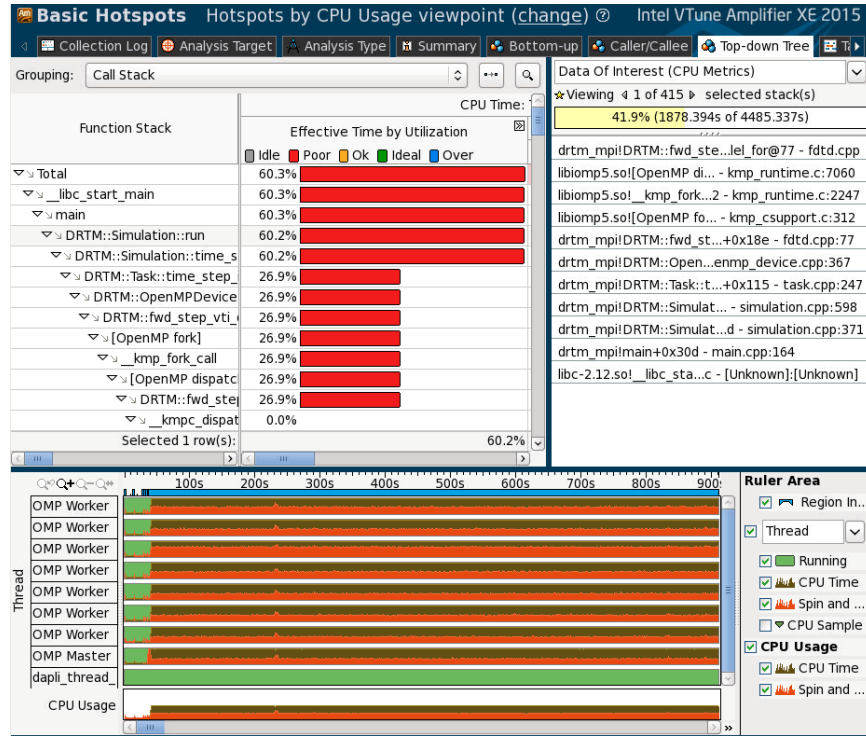 Basic Hotspots Hotspots by CPU Usage viewpoint (change) Intel VTune Amplifier XE 2015
Collection Log Analysis Target Analysis Type Summary Bottom-up Caller/Callee Top-down Tree
Grouping: Call Stack
Function Stack
CPU Time:
Effective Time by Utilization
Idle Poor Ok Ideal Over
Total 60.3%
__libc_start_main 60.3%
main 60.3%
DRTM::Simulation::run 60.2%
DRTM::Simulation::time_s 60.2%
DRTM::Task::time_step_ 26.9%
DRTM::OpenMPDevice 26.9%
DRTM::fwd_step_vti_ 26.9%
[OpenMP fork] 26.9%
__kmp_fork_call 26.9%
[OpenMP dispatc 26.9%
DRTM::fwd_step 26.9%
__kmpc_dispat 0.0%
Selected 1 row(s): 60.2%
Data Of Interest (CPU Metrics)
Viewing 1 of 415 selected stack(s)
41.9% (1878.394s of 4485.337s)
drtm_mpi!DRTM::fwd_ste...lel_for@77 - fdtd.cpp
libiomp5.so![OpenMP di... - kmp_runtime.c:7060
libiomp5.so!__kmp_fork...2 - kmp_runtime.c:2247
libiomp5.so![OpenMP fo... - kmp_csupport.c:312
drtm_mpi!DRTM::fwd_st...+0x18e - fdtd.cpp:77
drtm_mpi!DRTM::Open...enmp_device.cpp:367
drtm_mpi!DRTM::Task::t...+0x115 - task.cpp:247
drtm_mpi!DRTM::Simulat... - simulation.cpp:598
drtm_mpi!DRTM::Simulat...d - simulation.cpp:371
drtm_mpi!main+0x30d - main.cpp:164
libc-2.12.so!__libc_sta...c - [Unknown]:[Unknown]
100s 200s 300s 400s 500s 600s 700s 800s 900s
Thread
OMP Worker
OMP Worker
OMP Worker
OMP Worker
OMP Worker
OMP Worker
OMP Worker
OMP Master
dapli_thread_
CPU Usage
Ruler Area
Region In..
Thread
Running
CPU Time
Spin and ...
CPU Sample
CPU Usage
CPU Time
Spin and ...